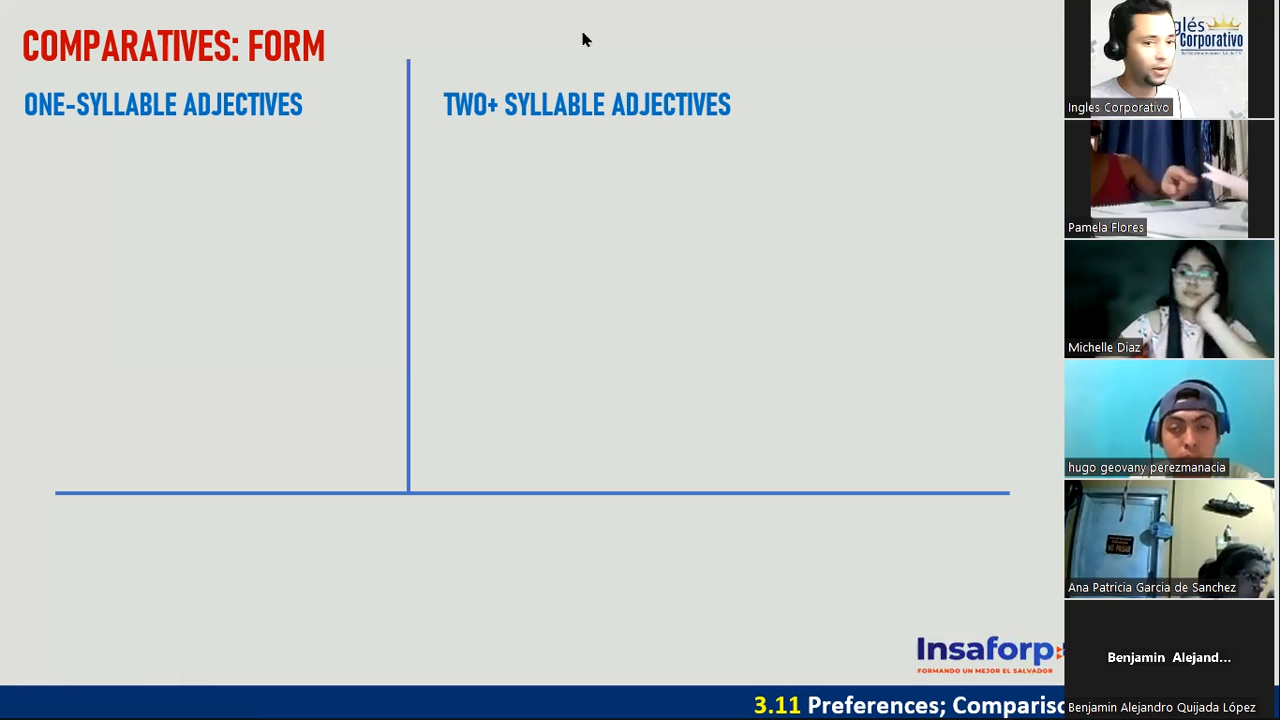 COMPARATIVES: FORM
ONE-SYLLABLE ADJECTIVES
TWO+ SYLLABLE ADJECTIVES
Insaforp
FORMANDO UN MEJOR EL SALVADOR
3.11 Preferences; Compariso
glés
Corporativo
Ingles Corporativo
Pamela Flores
Michelle Diaz
hugo geovany perezmanacia
NO PASAR
Ana Patricia Garcia de Sanchez
Benjamin Alejand...
Benjamin Alejandro Quijada López